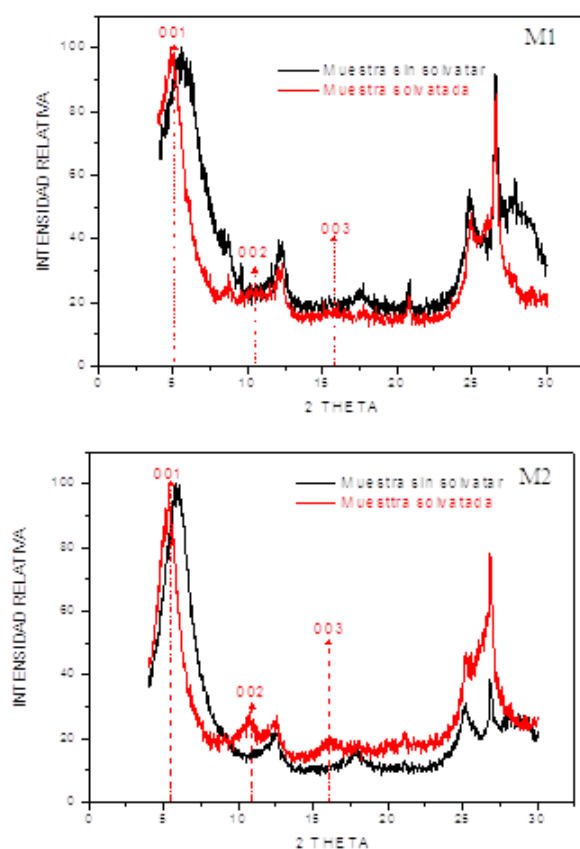 001
M1
100
Muestra sin solvatar
Muestra solvatada
80
INTENSIDAD RELATIVA
60
40
003
002
20
0
0 5 10 15 20 25 30
2 THETA
001
M2
100
Muestra sin solvatar
Muesttra solvatada
80
INTENSIDAD RELATIVA
60
003
40
002
20
0
0 5 10 15 20 25 30
2 THETA